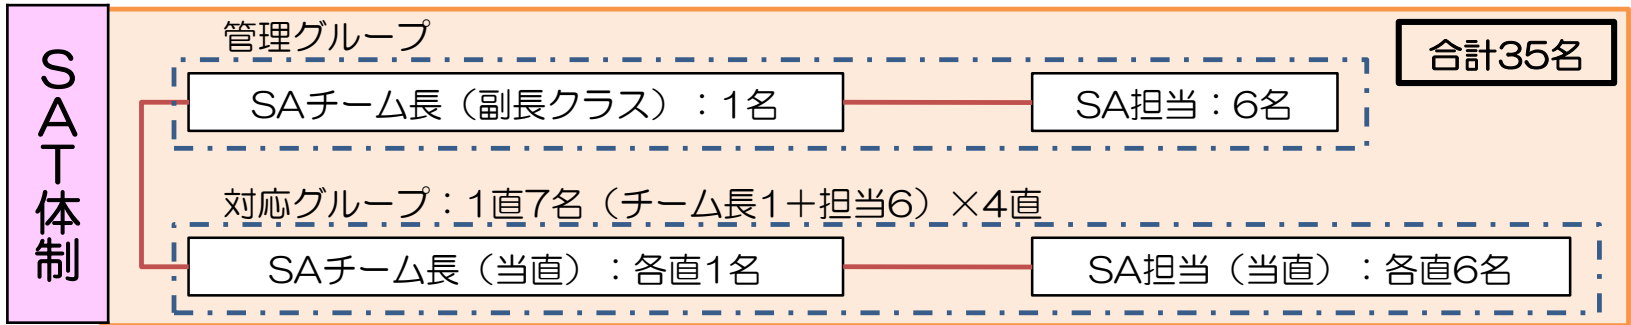 SAT体制
管理グループ
合計35名
SAチーム長（副長クラス）：1名
SA担当：6名
対応グループ：1直7名（チーム長1＋担当6）×4直
SAチーム長（当直）：各直1名
SA担当（当直）：各直6名